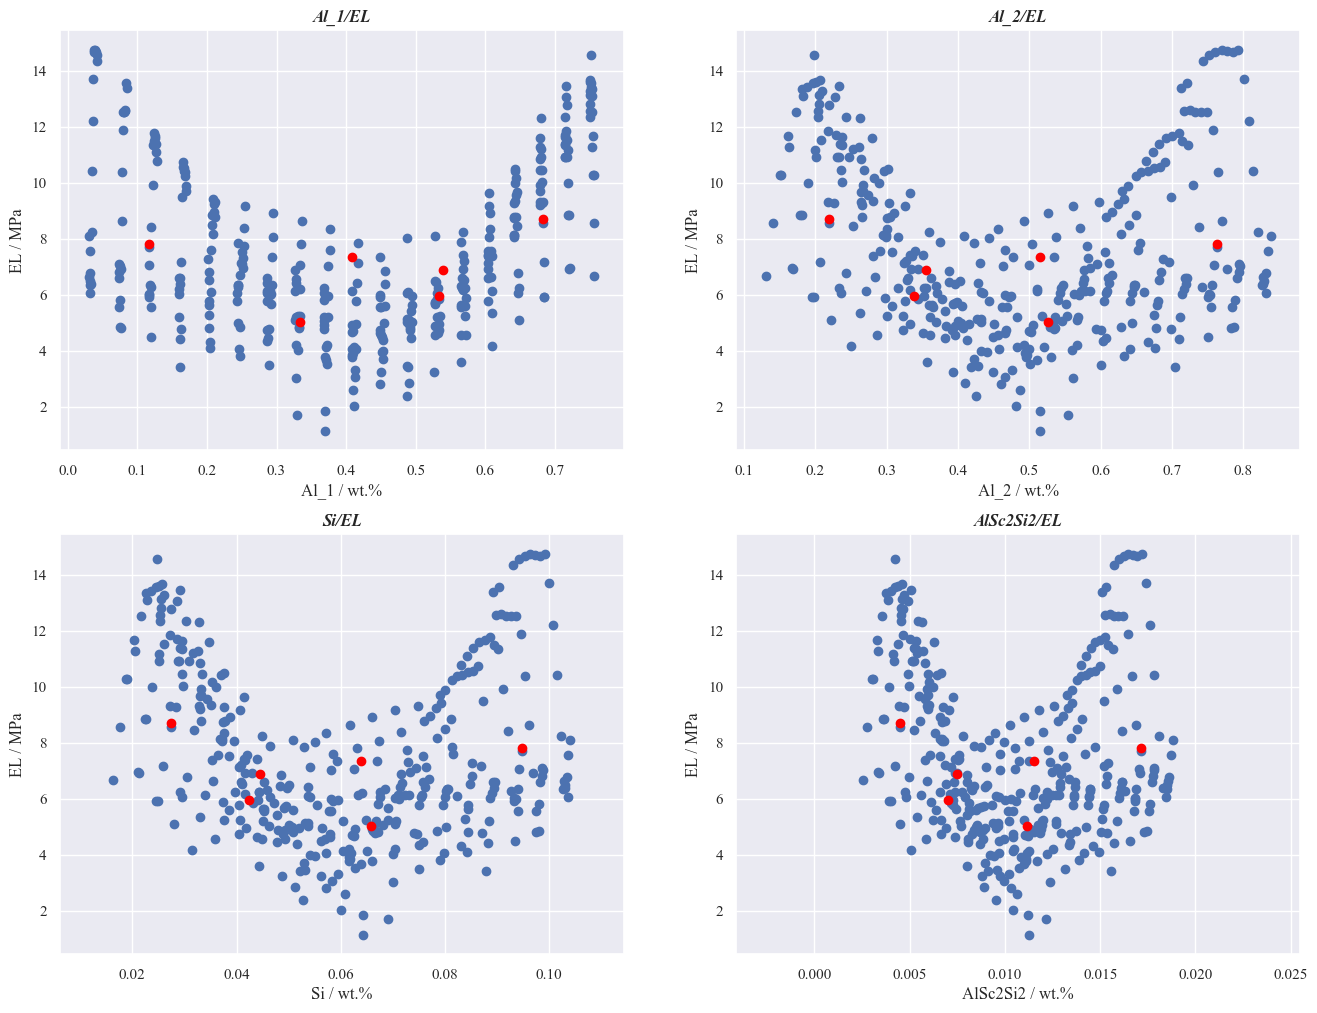 Al_1/EL
EL / MPa
14
12
10
8
6
4
2
0.0 0.1 0.2 0.3 0.4 0.5 0.6 0.7
Al_1 / wt.%
Al_2/EL
EL / MPa
14
12
10
8
6
4
2
0.1 0.2 0.3 0.4 0.5 0.6 0.7 0.8
Al_2 / wt.%
Si/EL
EL / MPa
14
12
10
8
6
4
2
0.02 0.04 0.06 0.08 0.10
Si / wt.%
AlSc2Si2/EL
EL / MPa
14
12
10
8
6
4
2
0.000 0.005 0.010 0.015 0.020 0.025
AlSc2Si2 / wt.%